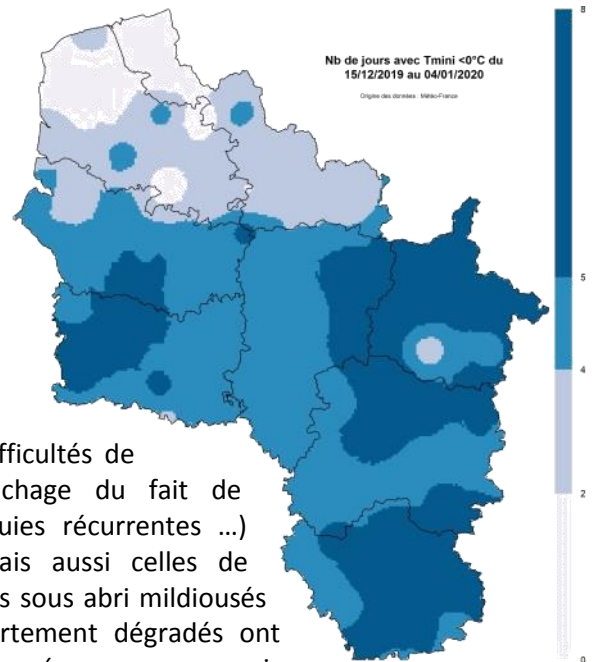 Nb de jours avec Tmini <0°C du
15/12/2019 au 04/01/2020
Origine des données : Météo-France
8
5
4
2
0
fficultés de
chage du fait de
uies récurrentes ...)
ais aussi celles de
s sous abri mildiousés
rtement dégradés ont